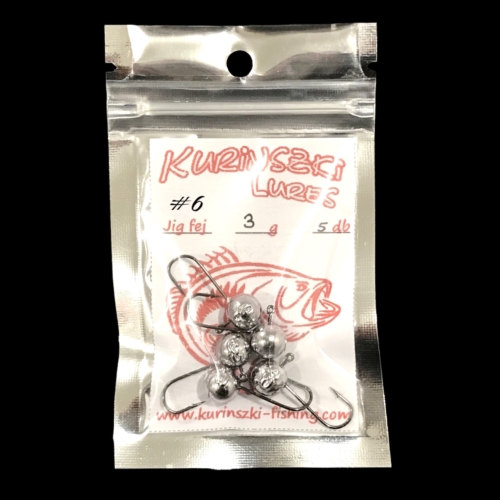 KURINSZKI
LURES
#6
Jig fej 3 g 5 db
www.kurinszki-fishing.com